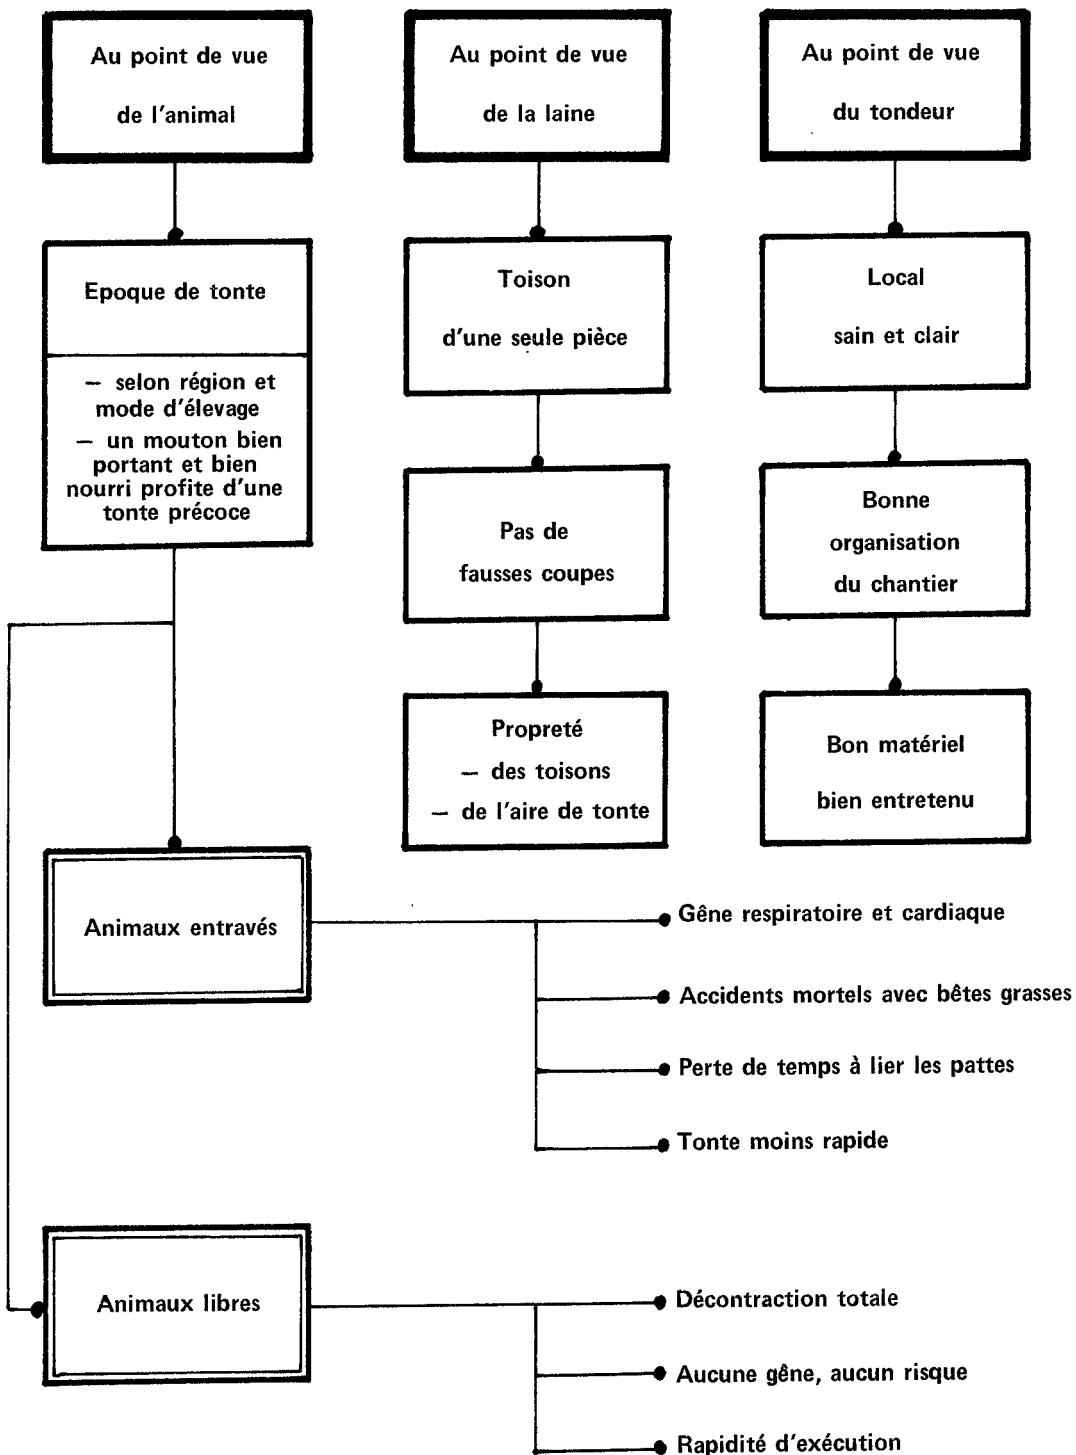 Au point de vue
de l'animal
Au point de vue
de la laine
Au point de vue
du tondeur
Epoque de tonte
— selon région et
mode d'élevage
— un mouton bien
portant et bien
nourri profite d'une
tonte précoce
Toison
d'une seule pièce
Local
sain et clair
Pas de
fausses coupes
Bonne
organisation
du chantier
Propreté
— des toisons
— de l'aire de tonte
Bon matériel
bien entretenu
Animaux entravés
Gêne respiratoire et cardiaque
Accidents mortels avec bêtes grasses
Perte de temps à lier les pattes
Tonte moins rapide
Animaux libres
Décontraction totale
Aucune gêne, aucun risque
Rapidité d'exécution